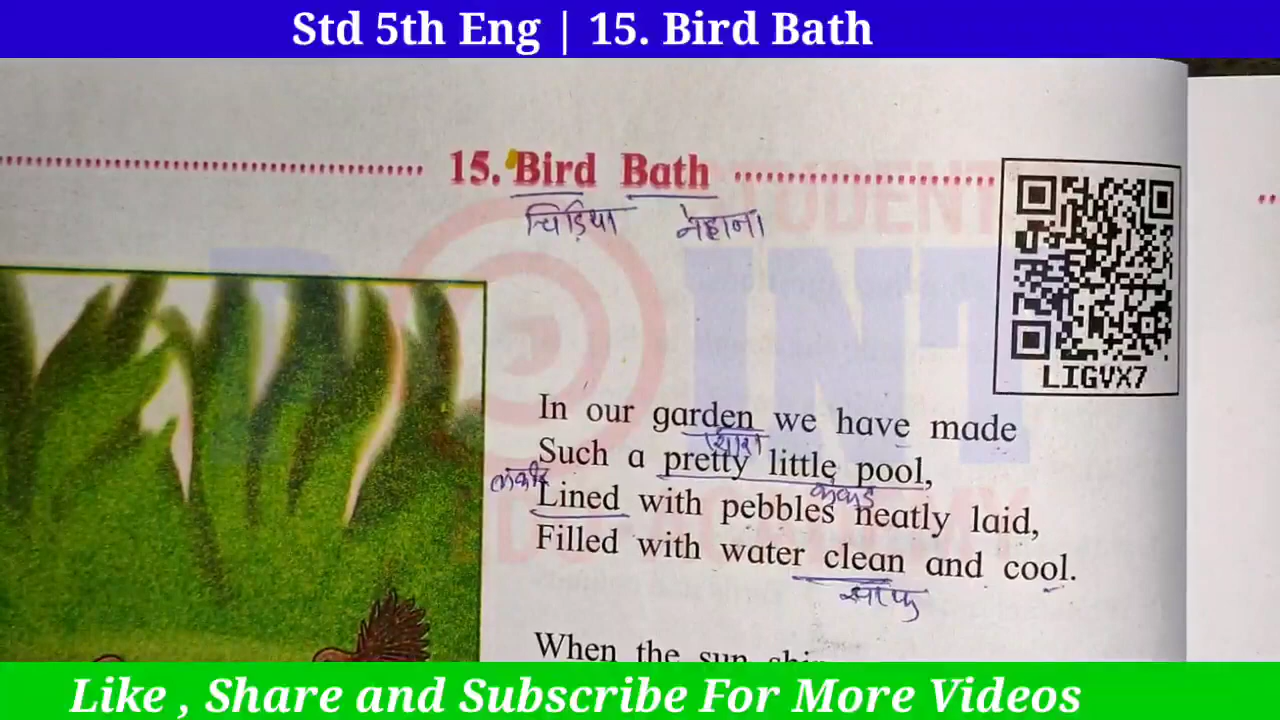 Std 5th Eng | 15. Bird Bath
15. Bird Bath
चिड़िया नेहाना
LIGVX7
In our garden we have made
Such a pretty little pool,
Lined with pebbles neatly laid,
Filled with water clean and cool.
साफ
When the sun
Like , Share and Subscribe For More Videos